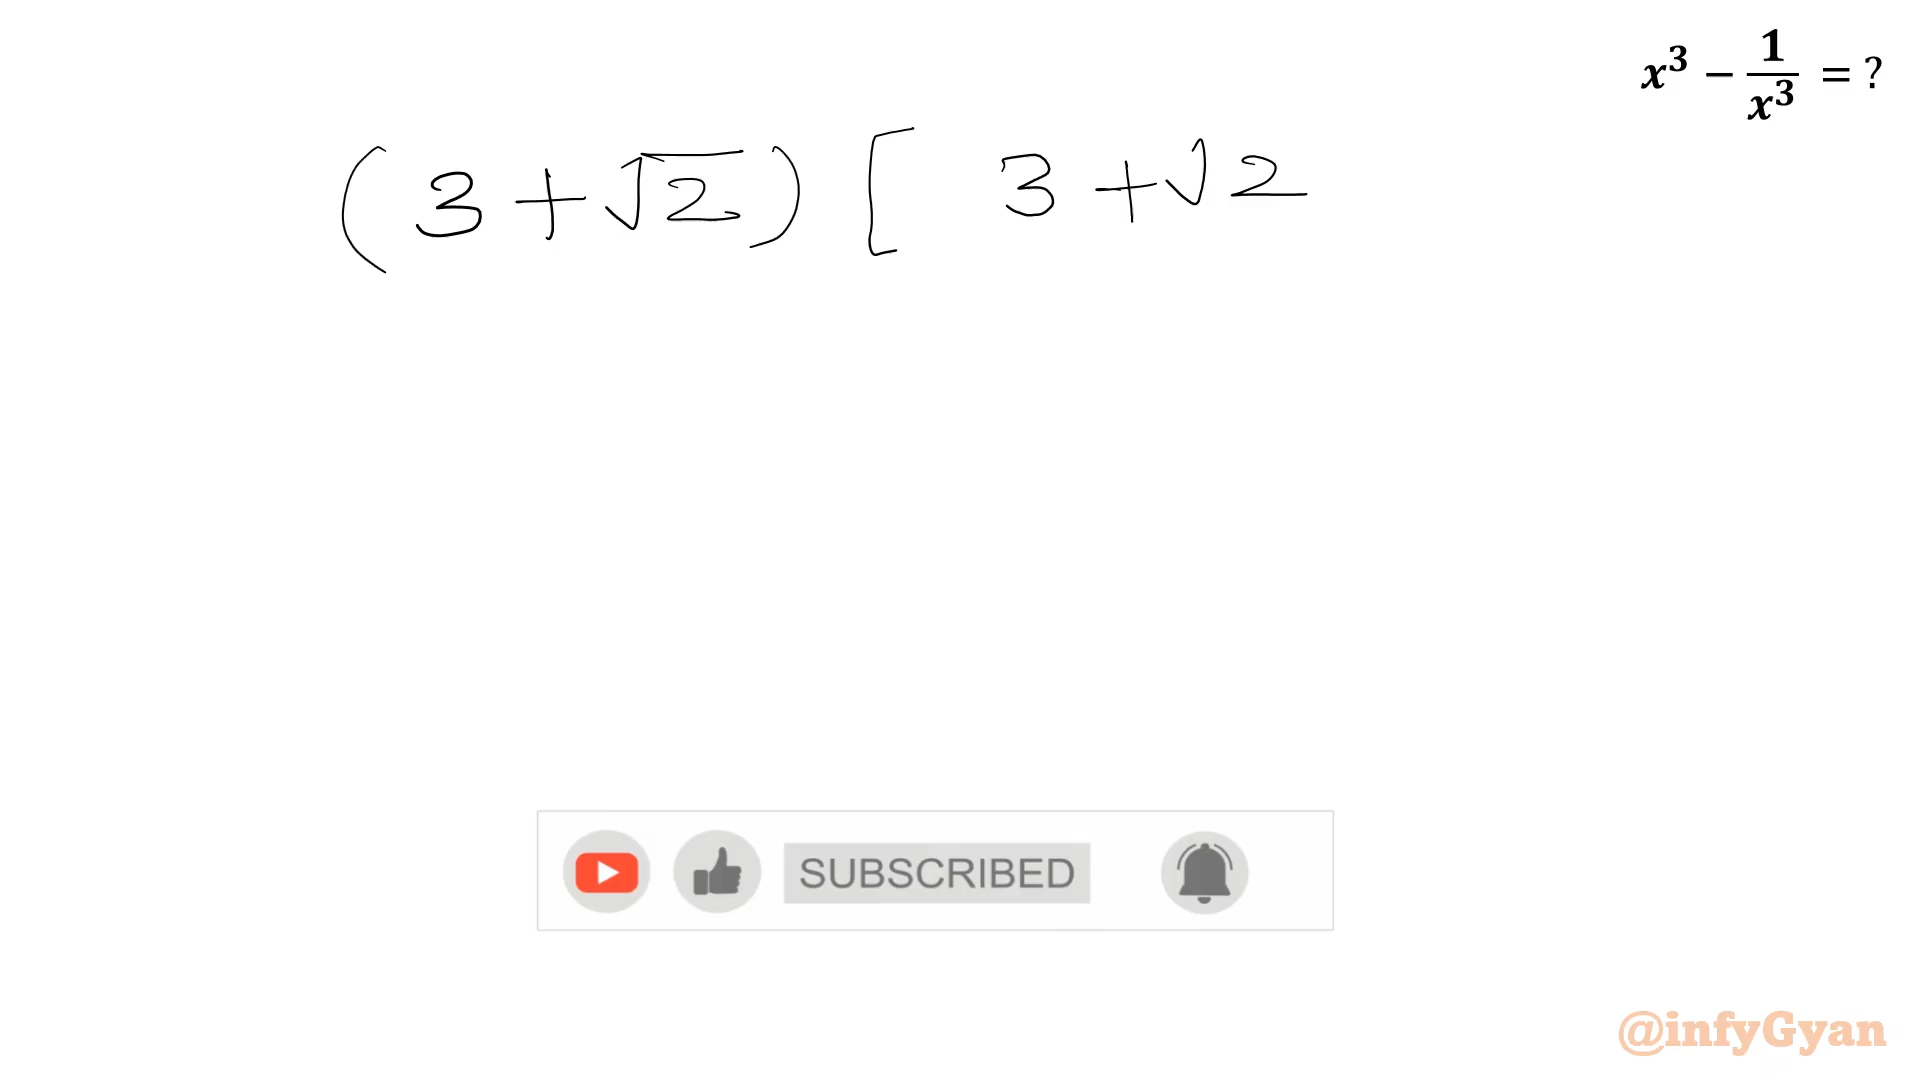 x³ − 1/x³ = ?
(3+√2) [ 3+√2
SUBSCRIBED
@infyGyan